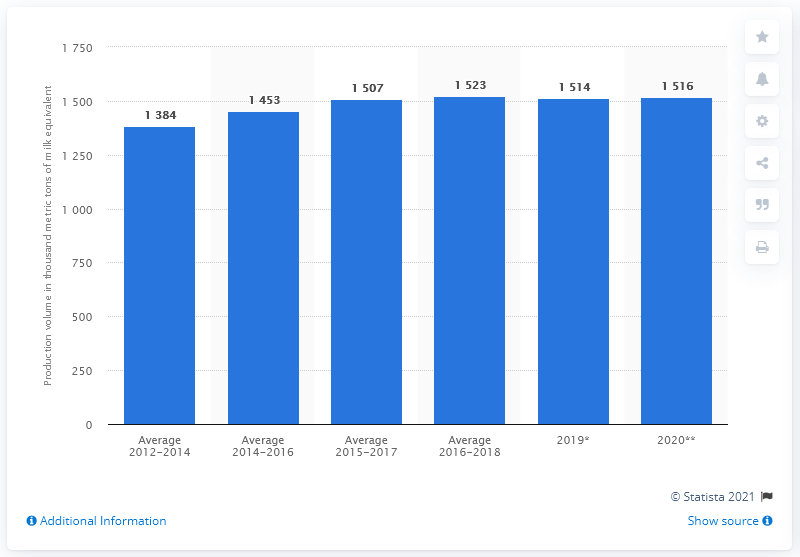 Production volume in thousand metric tons of milk equivalent
1 750
1 500
1 250
1 000
750
500
250
0
1 384
1 453
1 507
1 523
1 514
1 516
Average
2012–2014
Average
2014–2016
Average
2015–2017
Average
2016–2018
2019*
2020**
© Statista 2021
Additional Information
Show source